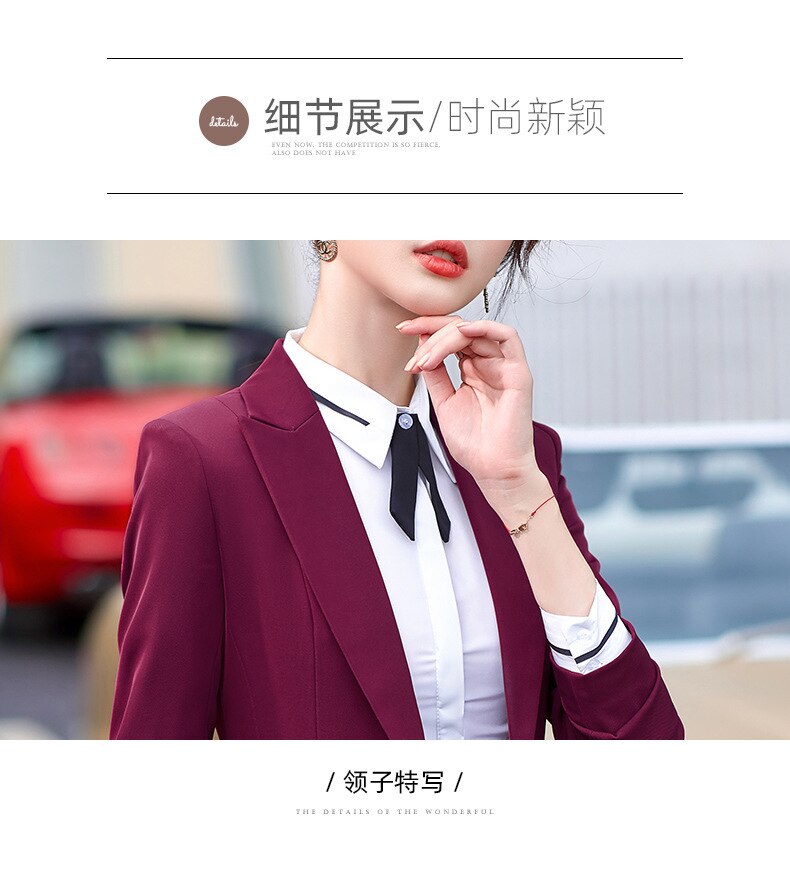 details
细节展示/时尚新颖
EVEN NOW, THE COMPETITION IS SO FIERCE,
ALSO DOES NOT HAVE
/ 领子特写 /
THE DETAILS OF THE WONDERFUL